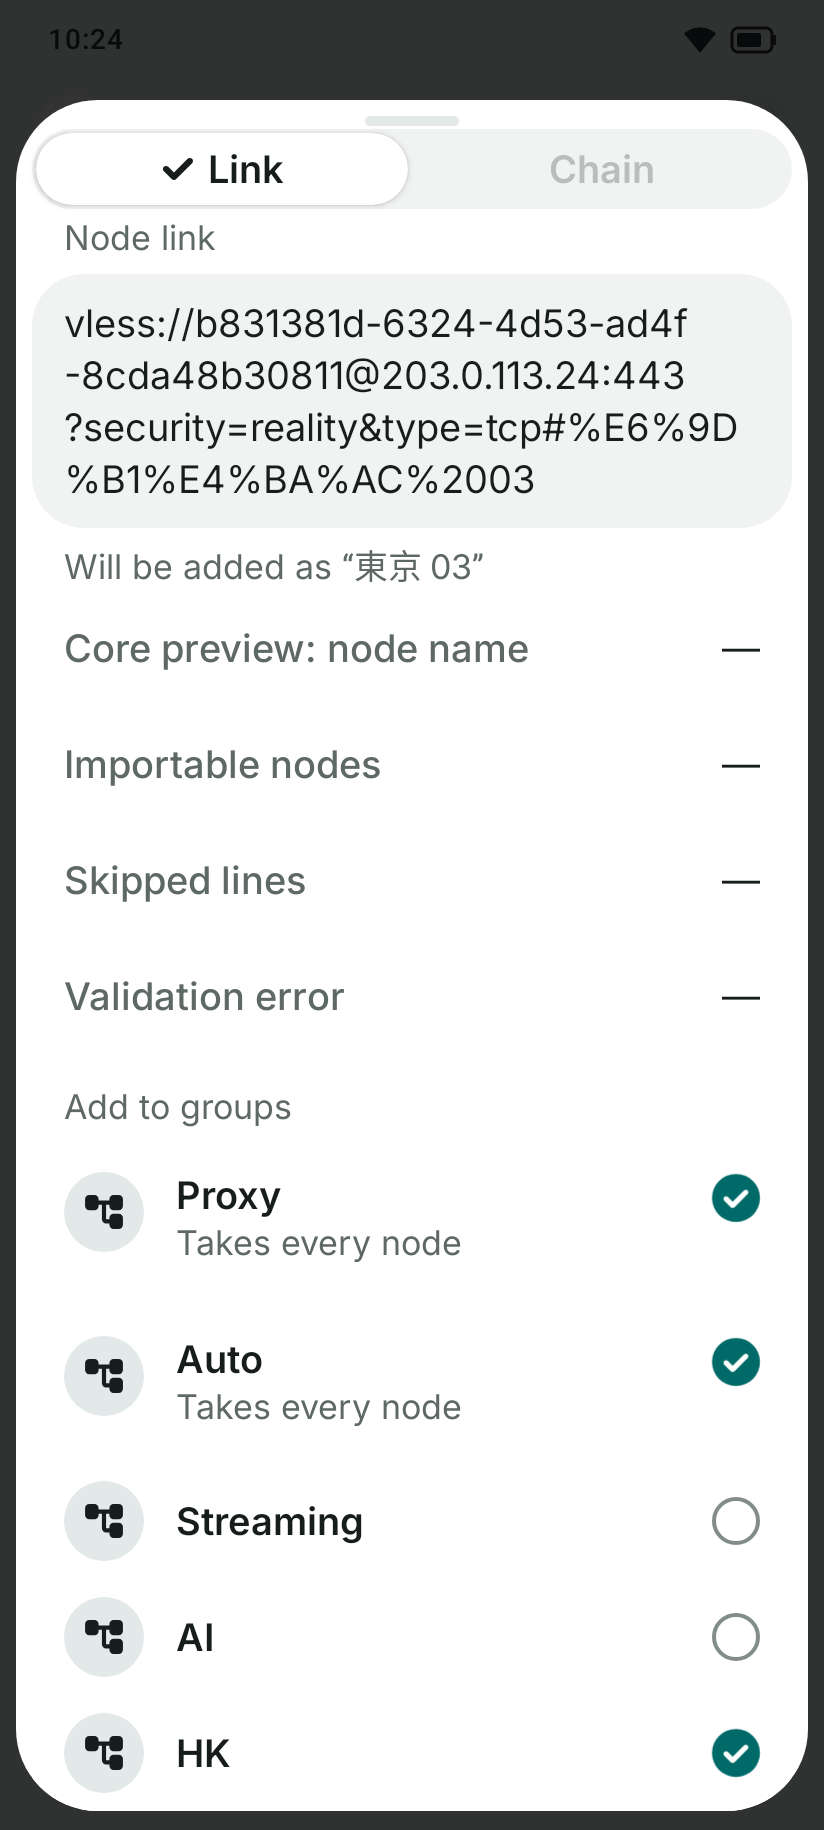 10:24
Link
Chain
Node link
vless://b831381d-6324-4d53-ad4f
-8cda48b30811@203.0.113.24:443
?security=reality&type=tcp#%E6%9D
%B1%E4%BA%AC%2003
Will be added as “東京 03”
Core preview: node name —
Importable nodes —
Skipped lines —
Validation error —
Add to groups
Proxy
Takes every node
Auto
Takes every node
Streaming
AI
HK